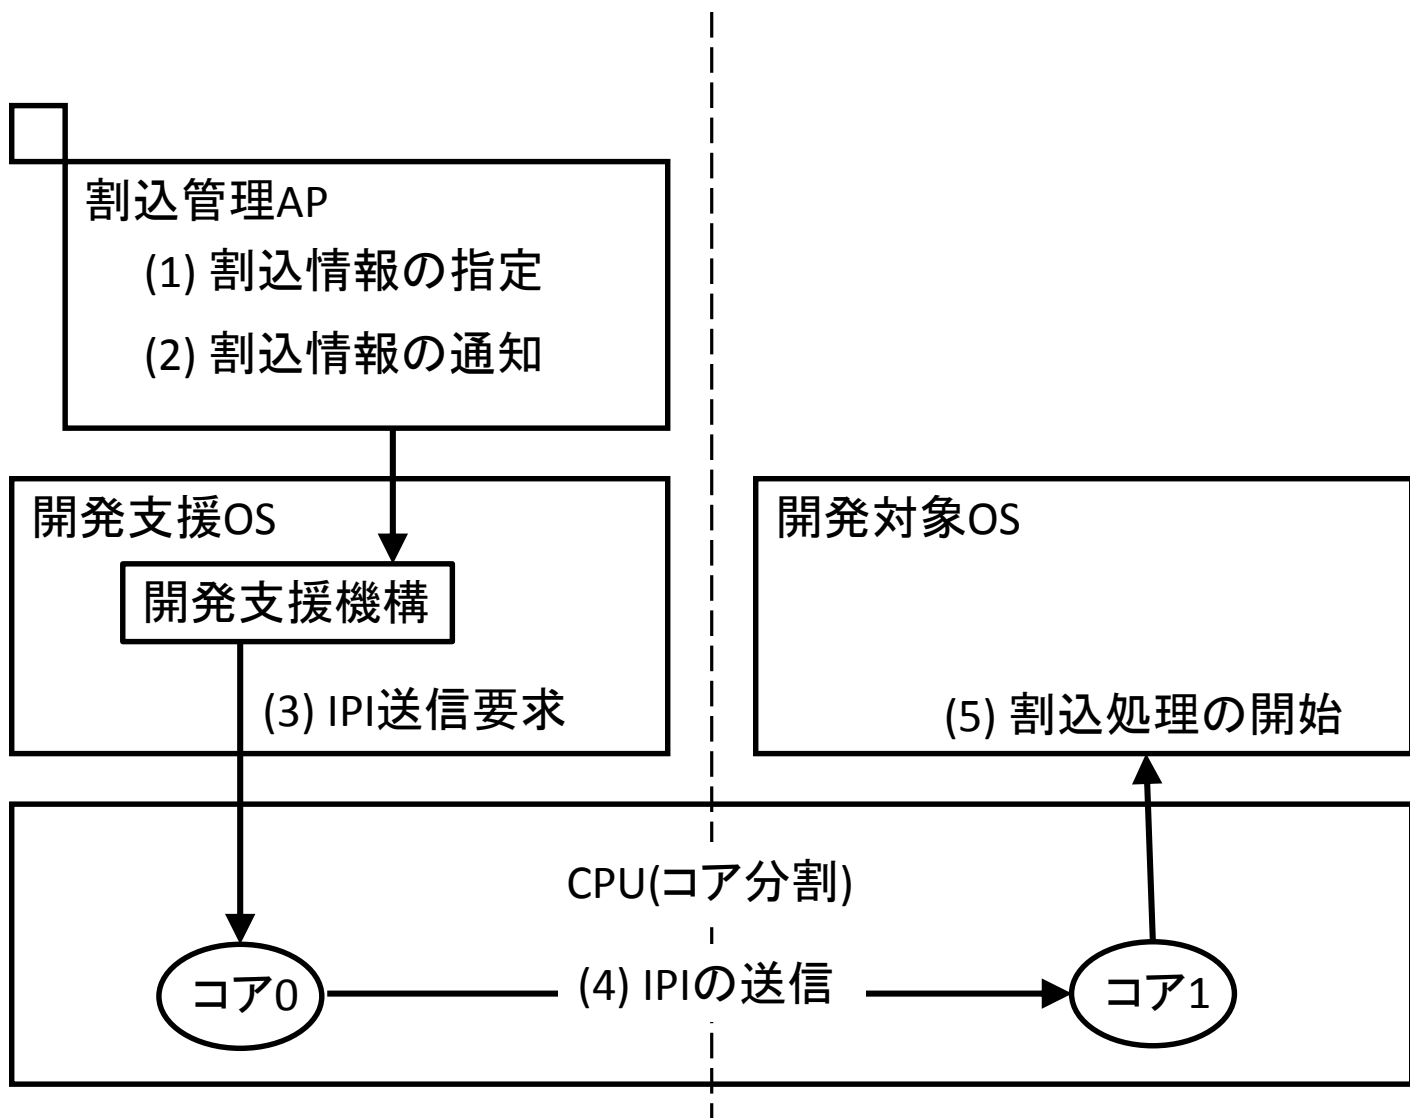 割込管理AP
(1) 割込情報の指定
(2) 割込情報の通知
開発支援OS
開発支援機構
(3) IPI送信要求
開発対象OS
(5) 割込処理の開始
CPU(コア分割)
コア0
(4) IPIの送信
コア1